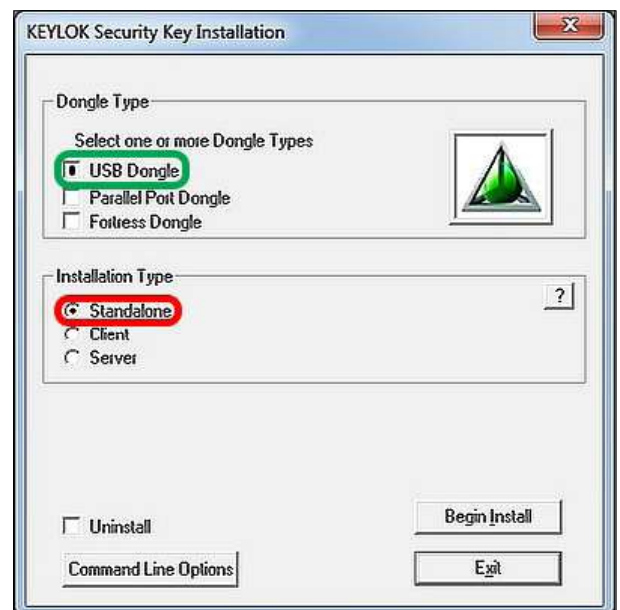 KEYLOK Security Key Installation
Dongle Type
Select one or more Dongle Types
USB Dongle
Parallel Port Dongle
Fortress Dongle
Installation Type
?
Standalone
Client
Server
Uninstall
Begin Install
Command Line Options
Exit